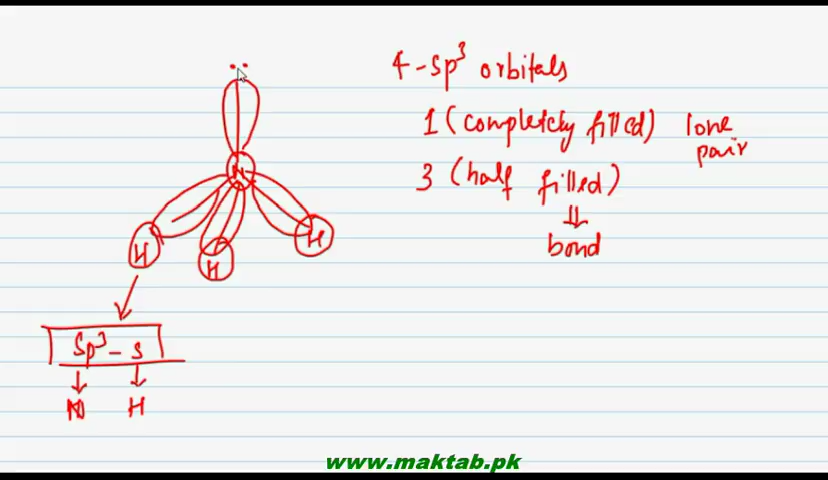 4-Sp³ orbitals
1 (completely filled) lone pair
3 (half filled)
⇓
bond
..
N
H
H
H
Sp³ - s
↓ ↓
N H
www.maktab.pk